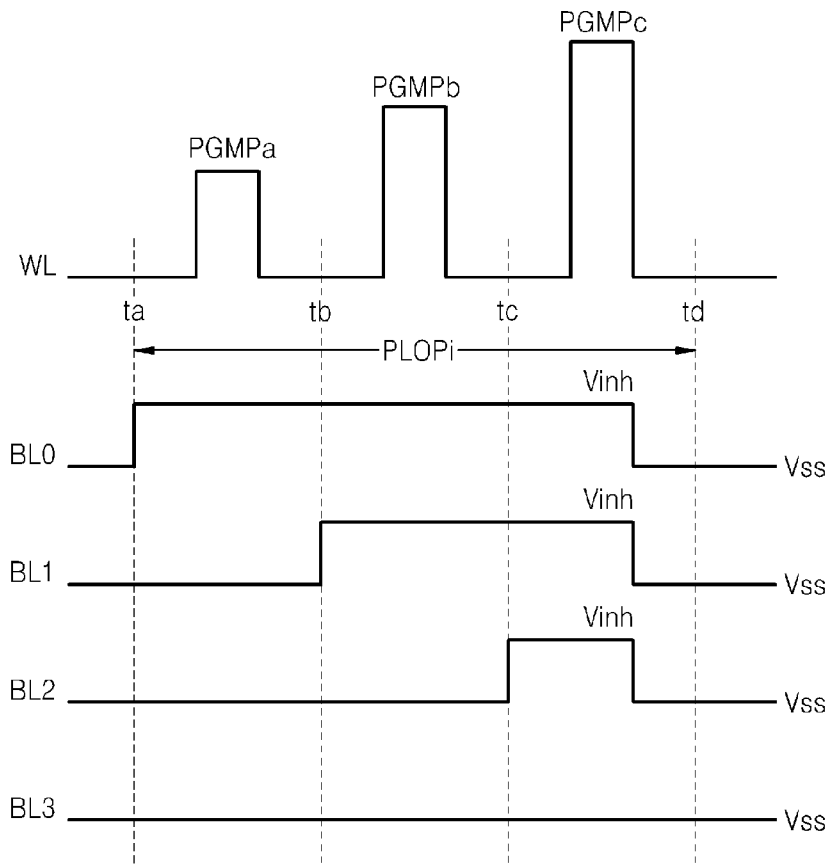 PGMPc
PGMPb
PGMPa
WL
ta tb tc td
PLOPi
Vinh
BL0 Vss
Vinh
BL1 Vss
Vinh
BL2 Vss
BL3 Vss